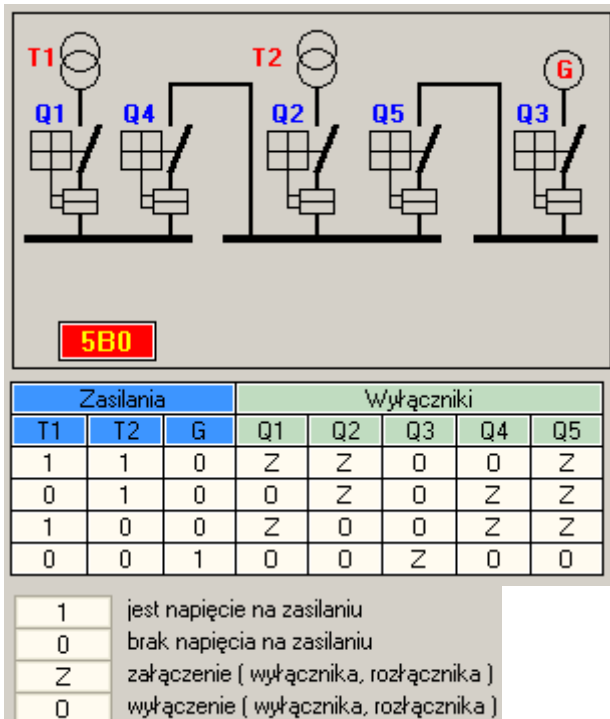 T1 T2 G
Q1 Q4 Q2 Q5 Q3
5B0
Zasilania Wyłączniki
T1 T2 G Q1 Q2 Q3 Q4 Q5
1 1 0 Z Z 0 0 Z
0 1 0 0 Z 0 Z Z
1 0 0 Z 0 0 Z Z
0 0 1 0 0 Z 0 0
1 jest napięcie na zasilaniu
0 brak napięcia na zasilaniu
Z załączenie ( wyłącznika, rozłącznika )
0 wyłączenie ( wyłącznika, rozłącznika )